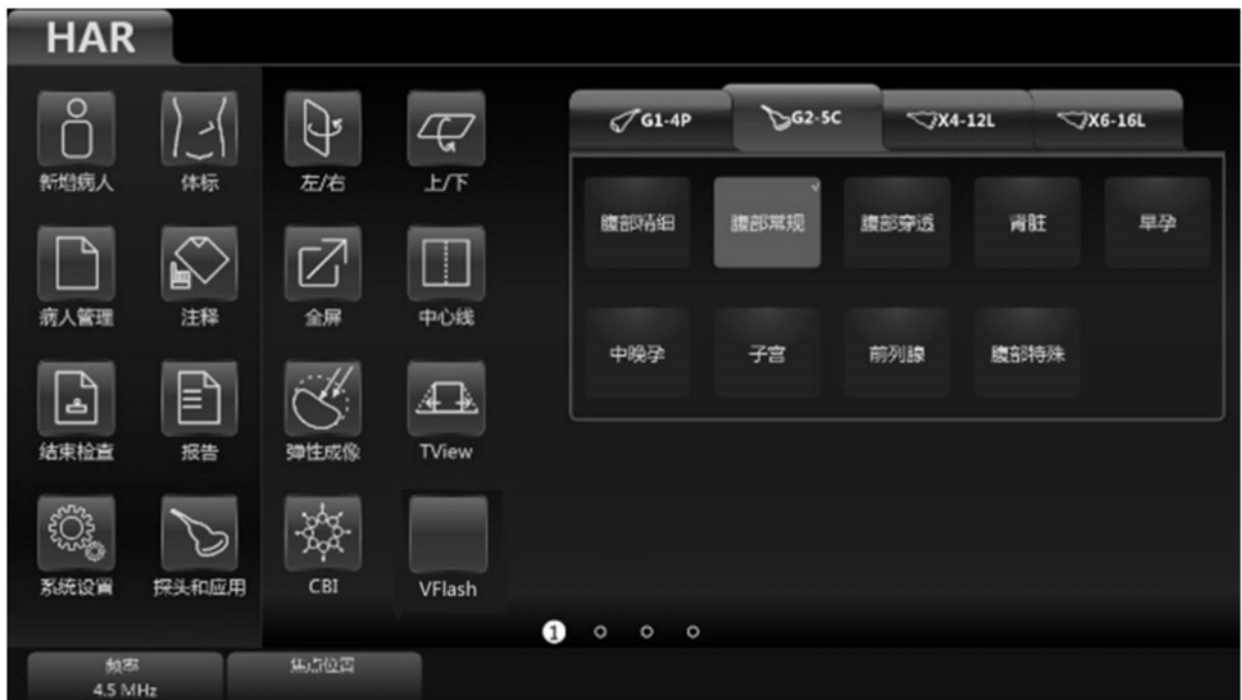 HAR
G1-4P G2-5C X4-12L X6-16L
新增病人 体标 左/右 上/下
腹部精细 腹部常规 腹部穿透 肾脏 早孕
病人管理 注释 全屏 中心线
中晚孕 子宫 前列腺 腹部特殊
结束检查 报告 弹性成像 TView
系统设置 探头和应用 CBI VFlash
1
频率 焦点位置
4.5 MHz